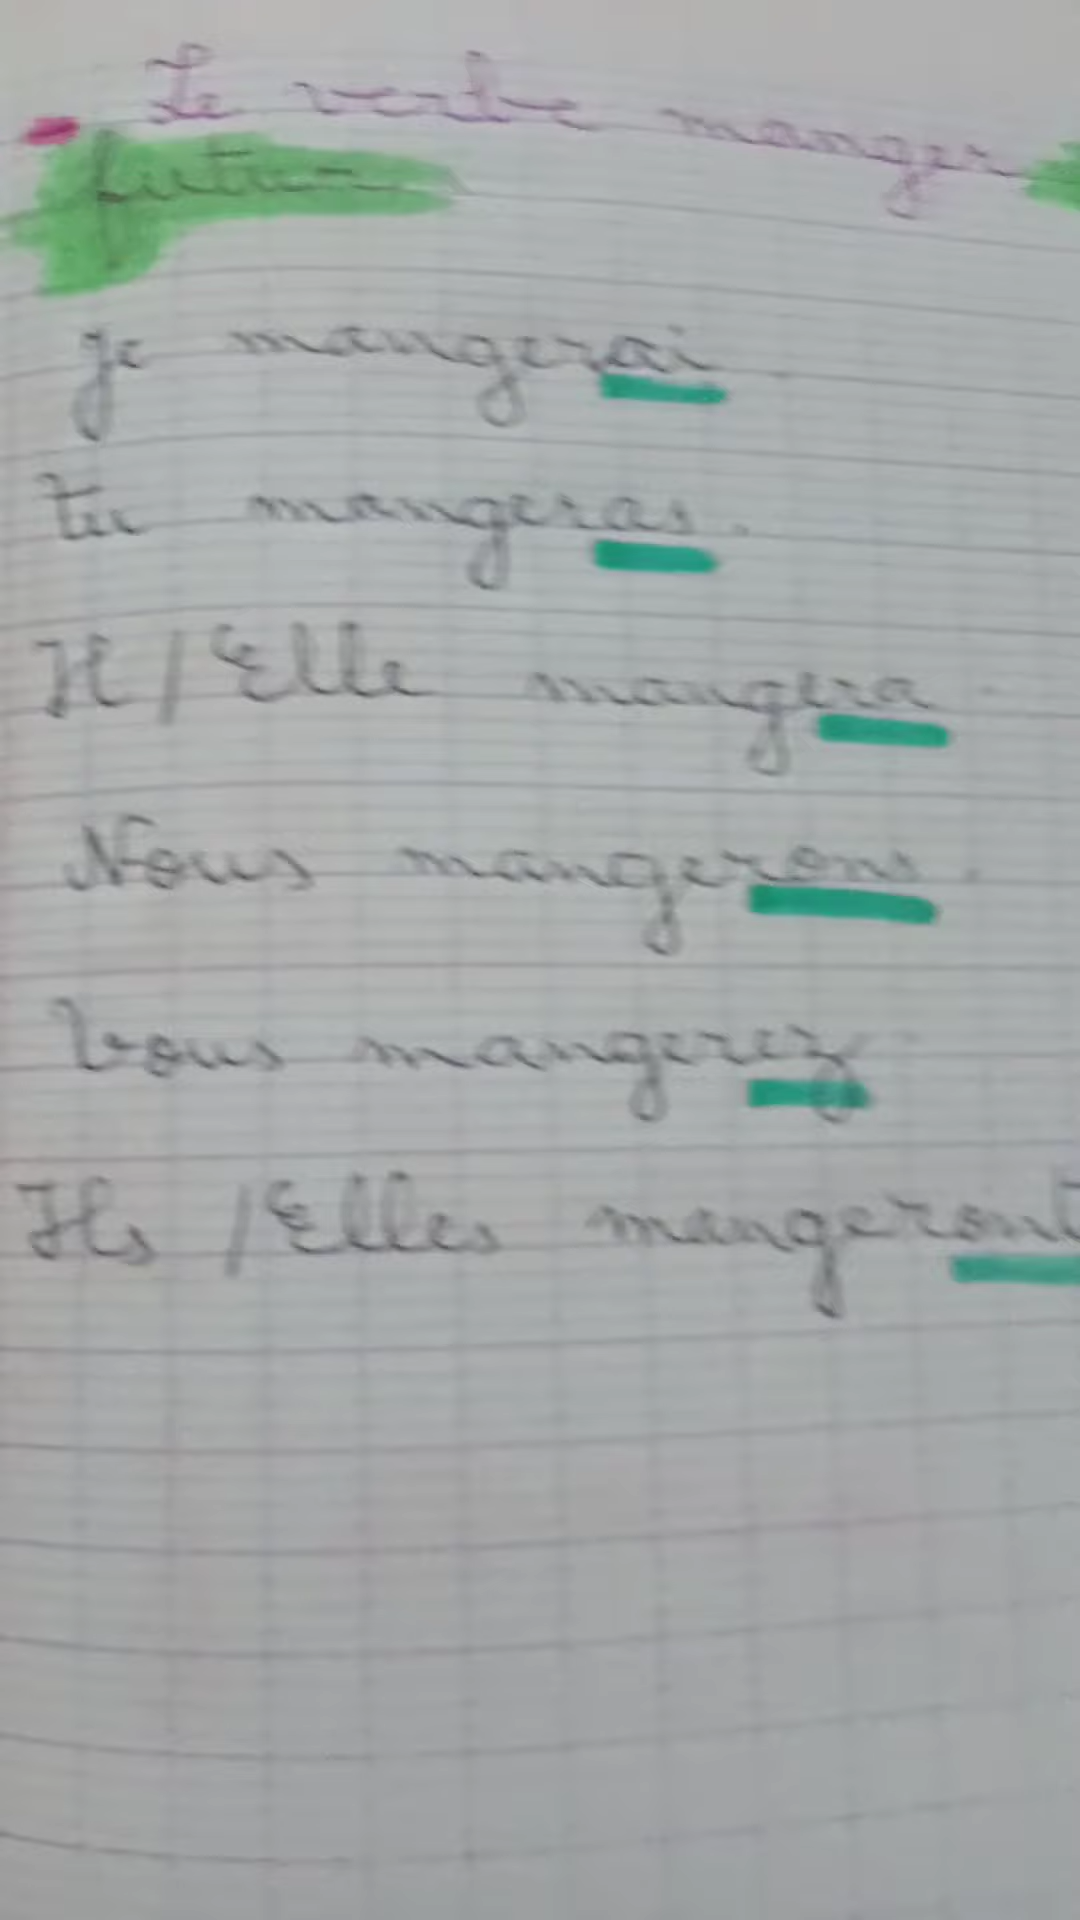 Le verbe manger
futur
je mangerai
tu mangeras.
Il / Elle mangera.
Nous mangerons.
Vous mangerez
Ils / Elles mangeront